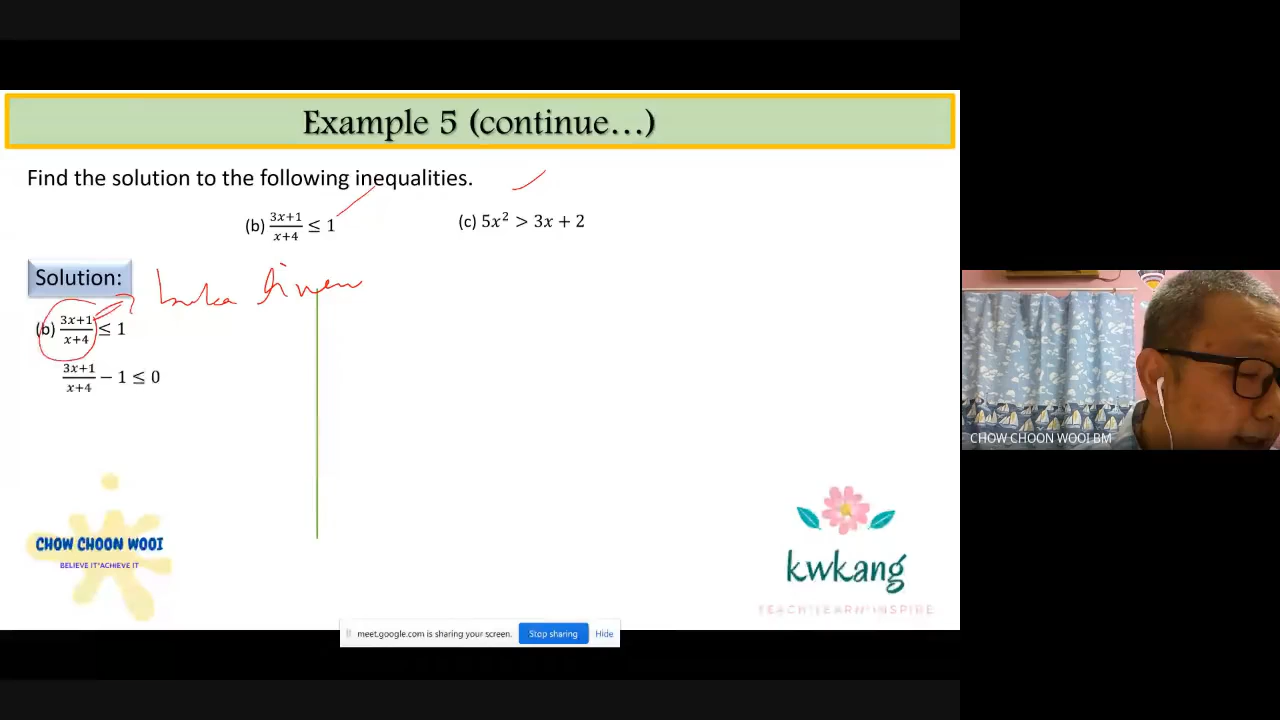 Example 5 (continue...)
Find the solution to the following inequalities.
(b) (3x+1)/(x+4) ≤ 1 (c) 5x² > 3x + 2
Solution:
(b) (3x+1)/(x+4) ≤ 1
(3x+1)/(x+4) − 1 ≤ 0
CHOW CHOON WOOI
BELIEVE IT*ACHIEVE IT
kwkang
TEACH*LEARN*INSPIRE
meet.google.com is sharing your screen. Stop sharing Hide
CHOW CHOON WOOI BM